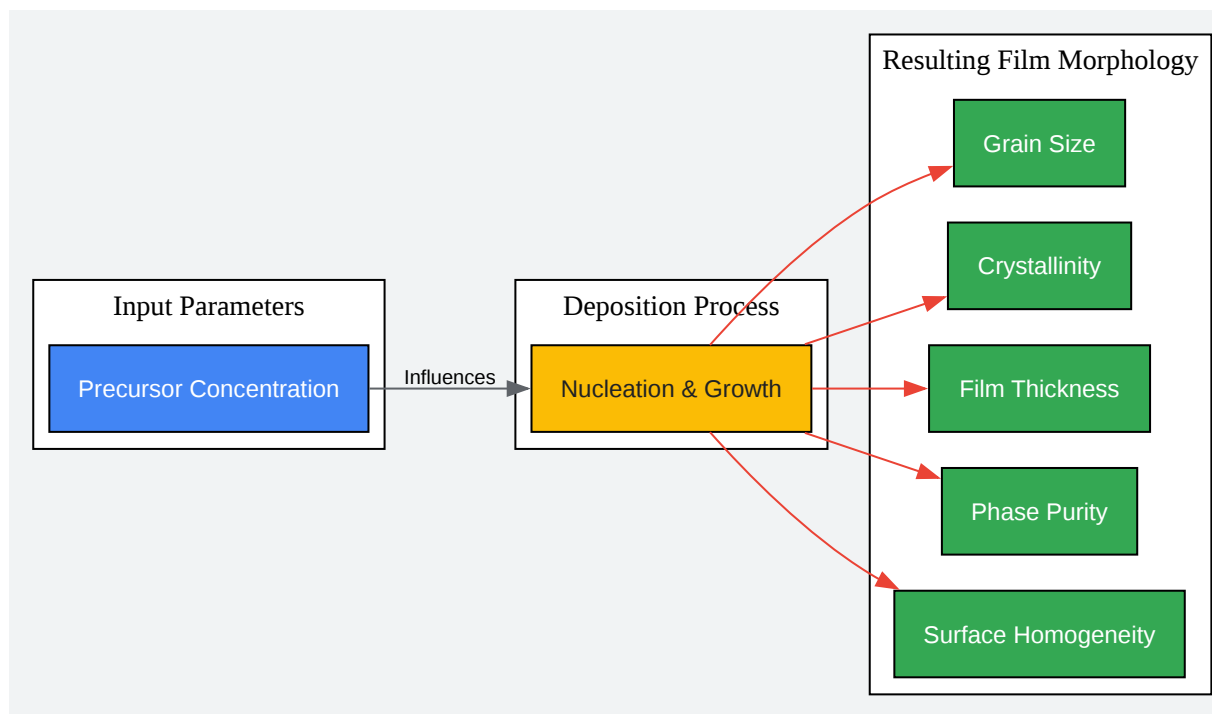 Input Parameters
Precursor Concentration
Influences
Deposition Process
Nucleation & Growth
Resulting Film Morphology
Grain Size
Crystallinity
Film Thickness
Phase Purity
Surface Homogeneity